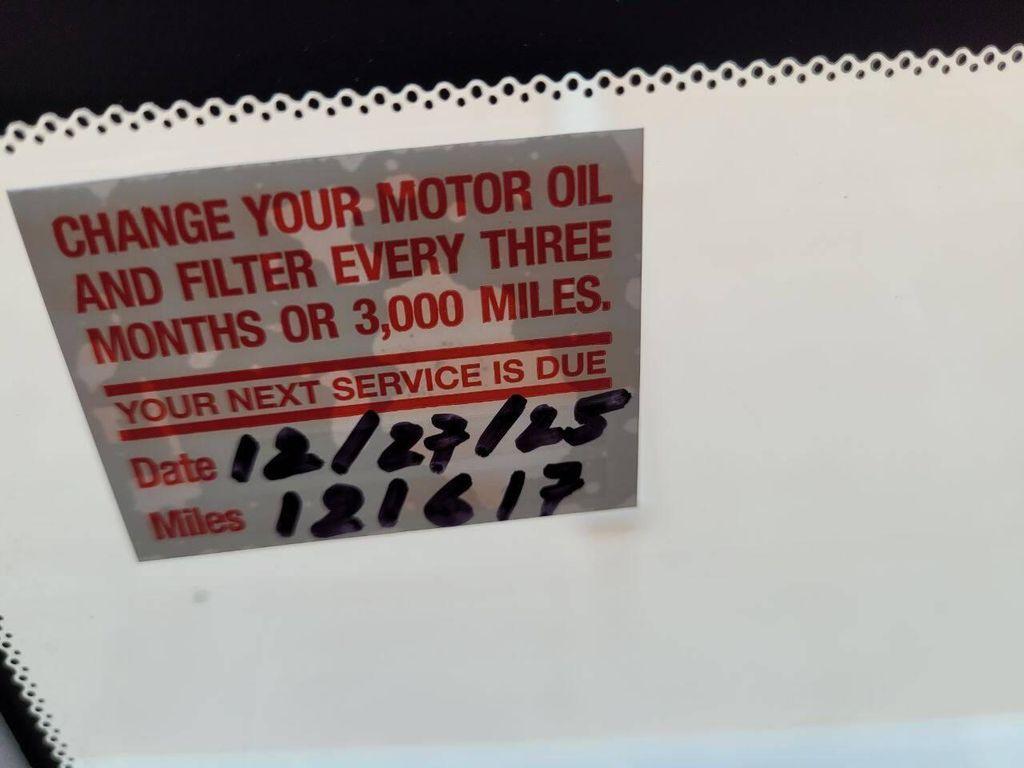 CHANGE YOUR MOTOR OIL
AND FILTER EVERY THREE
MONTHS OR 3,000 MILES.
YOUR NEXT SERVICE IS DUE
Date 12/27/25
Miles 121617